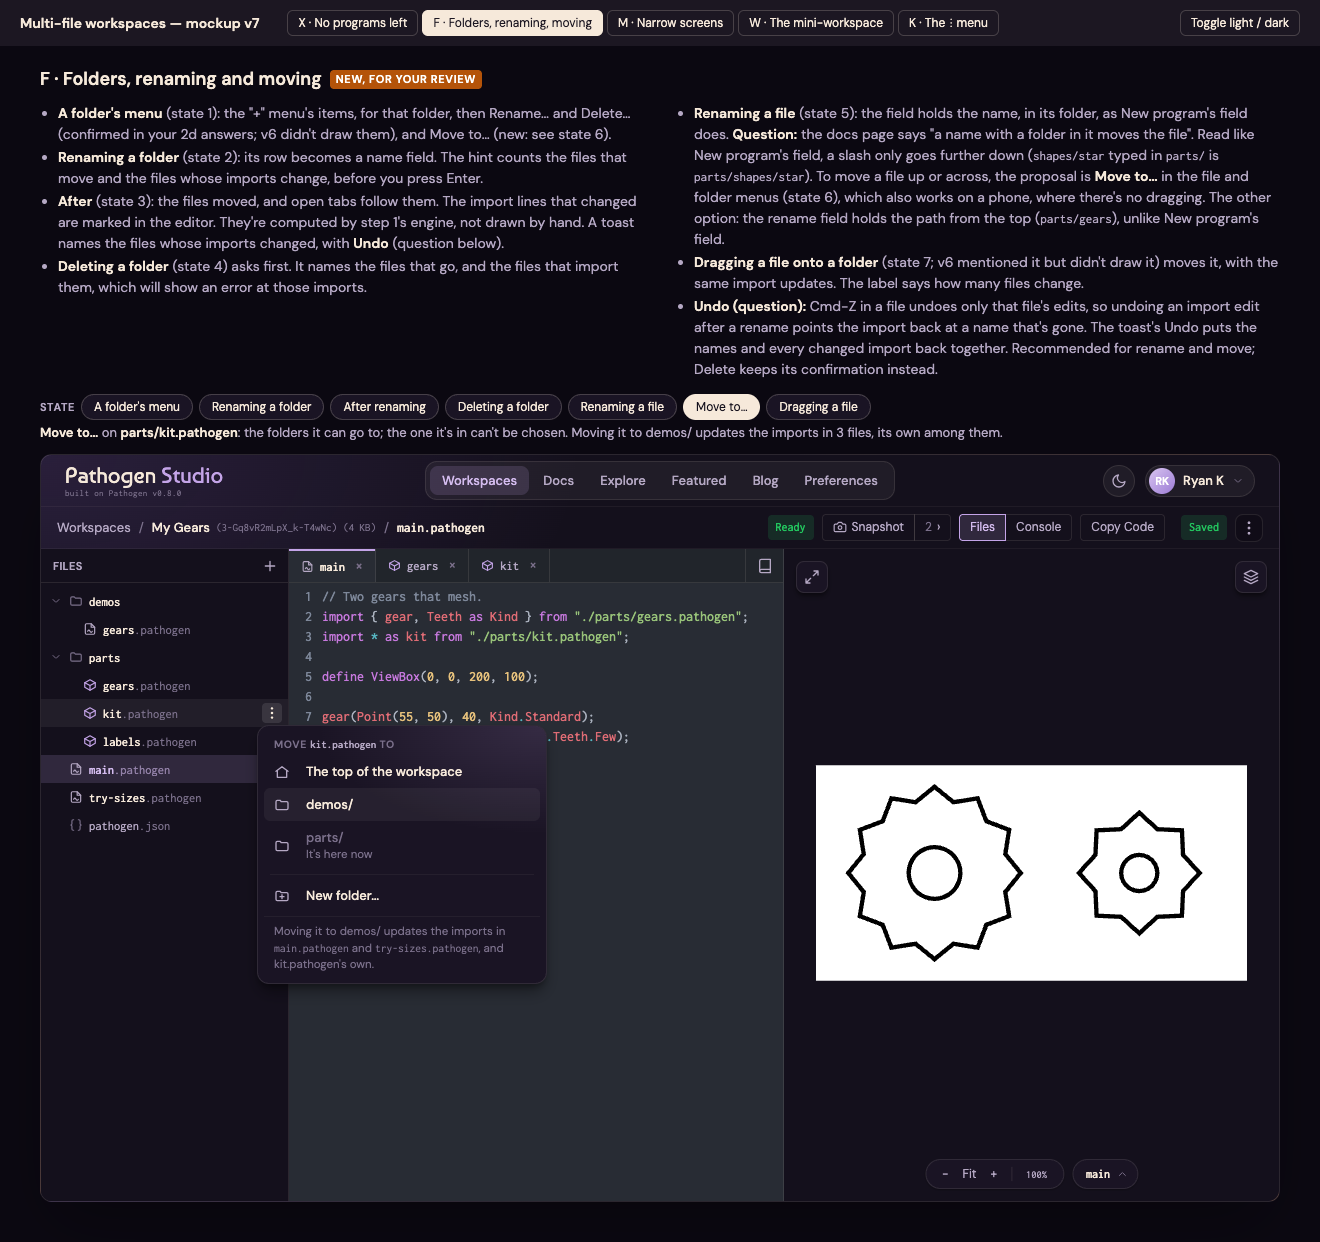 Multi-file workspaces — mockup v7
X · No programs left
F · Folders, renaming, moving
M · Narrow screens
W · The mini-workspace
K · The ⋮ menu
Toggle light / dark
F · Folders, renaming and moving
NEW, FOR YOUR REVIEW
• A folder's menu (state 1): the "+" menu's items, for that folder, then Rename... and Delete...
(confirmed in your 2d answers; v6 didn't draw them), and Move to... (new: see state 6).
• Renaming a folder (state 2): its row becomes a name field. The hint counts the files that
move and the files whose imports change, before you press Enter.
• After (state 3): the files moved, and open tabs follow them. The import lines that changed
are marked in the editor. They're computed by step 1's engine, not drawn by hand. A toast
names the files whose imports changed, with Undo (question below).
• Deleting a folder (state 4) asks first. It names the files that go, and the files that import
them, which will show an error at those imports.
• Renaming a file (state 5): the field holds the name, in its folder, as New program's field
does. Question: the docs page says "a name with a folder in it moves the file". Read like
New program's field, a slash only goes further down (shapes/star typed in parts/ is
parts/shapes/star). To move a file up or across, the proposal is Move to... in the file and
folder menus (state 6), which also works on a phone, where there's no dragging. The other
option: the rename field holds the path from the top (parts/gears), unlike New program's
field.
• Dragging a file onto a folder (state 7; v6 mentioned it but didn't draw it) moves it, with the
same import updates. The label says how many files change.
• Undo (question): Cmd-Z in a file undoes only that file's edits, so undoing an import edit
after a rename points the import back at a name that's gone. The toast's Undo puts the
names and every changed import back together. Recommended for rename and move;
Delete keeps its confirmation instead.
STATE
A folder's menu
Renaming a folder
After renaming
Deleting a folder
Renaming a file
Move to...
Dragging a file
Move to... on parts/kit.pathogen: the folders it can go to; the one it's in can't be chosen. Moving it to demos/ updates the imports in 3 files, its own among them.
Pathogen Studio
built on Pathogen v0.8.0
Workspaces
Docs
Explore
Featured
Blog
Preferences
RK
Ryan K
Workspaces / My Gears (3-Gq8vR2mLpX_k-T4wNc) (4 KB) / main.pathogen
Ready
Snapshot
2 ›
Files
Console
Copy Code
Saved
FILES
+
main ×
gears ×
kit ×
demos
gears.pathogen
parts
gears.pathogen
kit.pathogen
labels.pathogen
main.pathogen
try-sizes.pathogen
{} pathogen.json
1 // Two gears that mesh.
2 import { gear, Teeth as Kind } from "./parts/gears.pathogen";
3 import * as kit from "./parts/kit.pathogen";
4
5 define ViewBox(0, 0, 200, 100);
6
7 gear(Point(55, 50), 40, Kind.Standard);
.Teeth.Few);
MOVE kit.pathogen TO
The top of the workspace
demos/
parts/
It's here now
New folder...
Moving it to demos/ updates the imports in
main.pathogen and try-sizes.pathogen, and
kit.pathogen's own.
− Fit + 100%
main